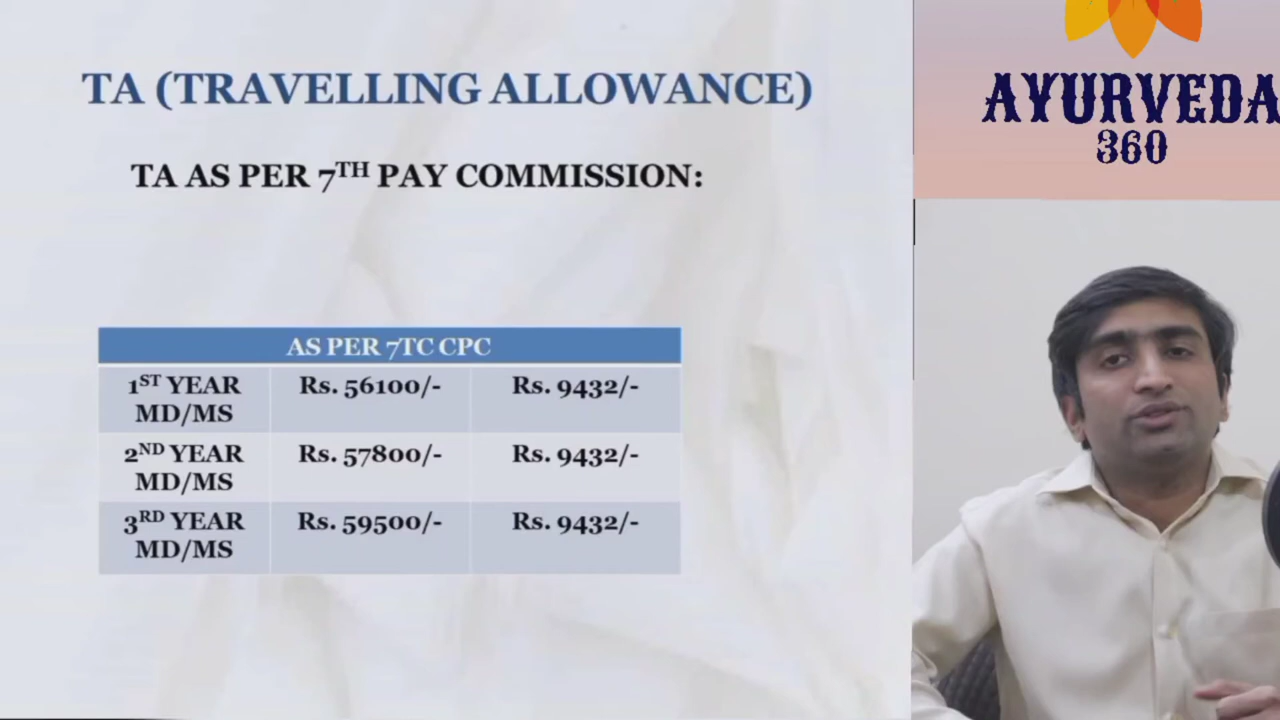 TA (TRAVELLING ALLOWANCE)
TA AS PER 7TH PAY COMMISSION:
AS PER 7TC CPC
1ST YEAR MD/MS Rs. 56100/- Rs. 9432/-
2ND YEAR MD/MS Rs. 57800/- Rs. 9432/-
3RD YEAR MD/MS Rs. 59500/- Rs. 9432/-
AYURVEDA
360